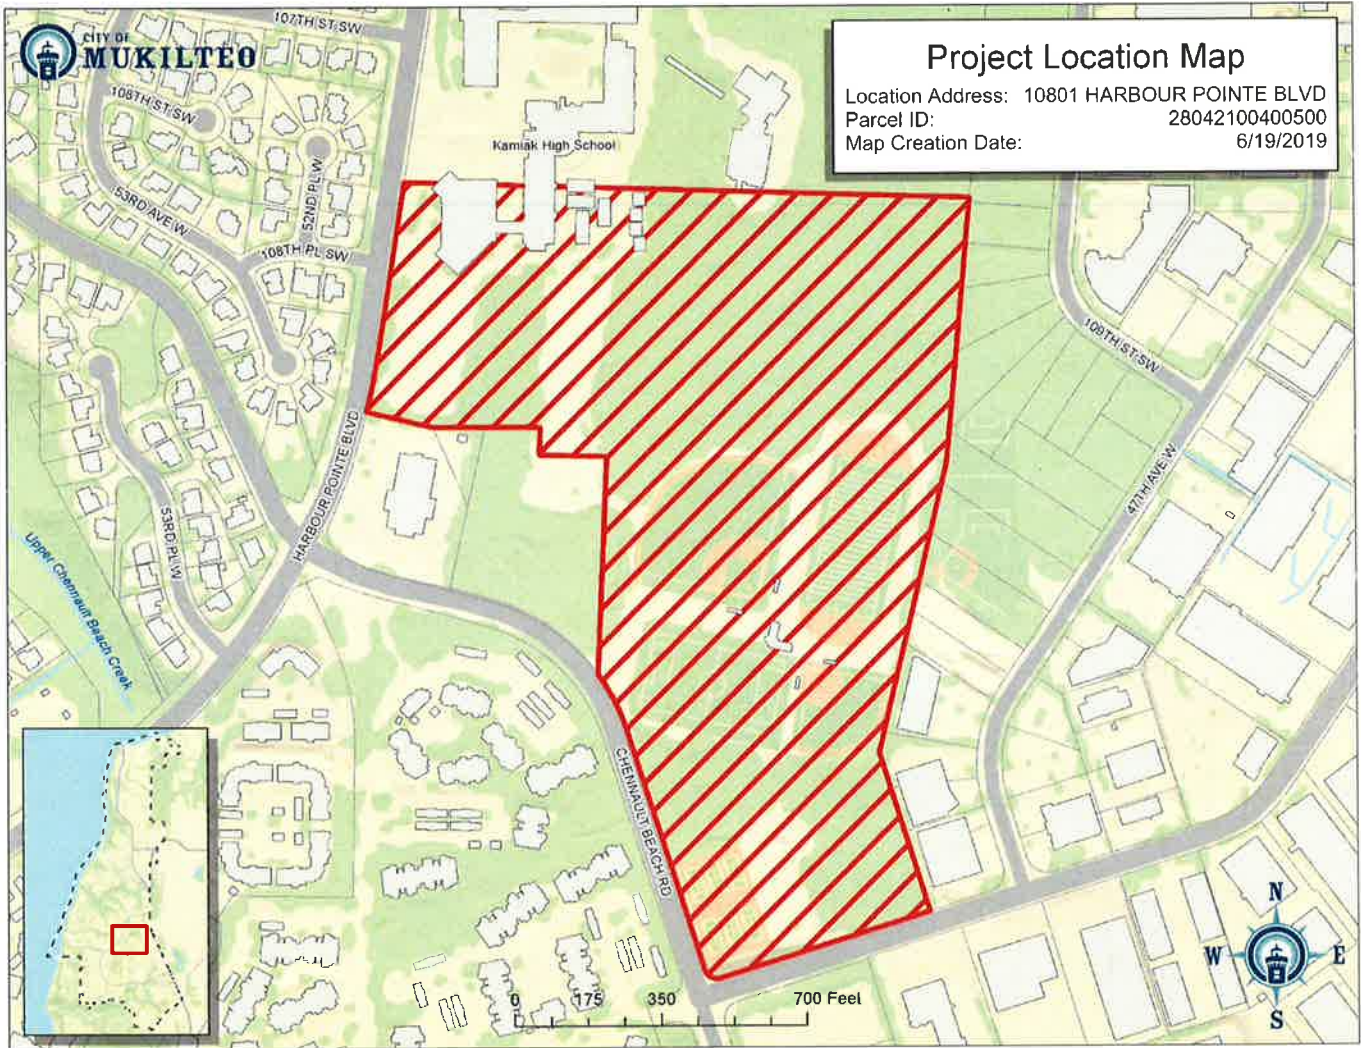 CITY OF
MUKILTEO
Project Location Map
Location Address: 10801 HARBOUR POINTE BLVD
Parcel ID: 28042100400500
Map Creation Date: 6/19/2019
107TH ST SW
108TH ST SW
52ND PL W
53RD AVE W
108TH PL SW
Kamiak High School
109TH ST SW
47TH AVE W
HARBOUR POINTE BLVD
53RD PL W
Upper Chennault Beach Creek
CHENNAULT BEACH RD
0 175 350 700 Feet
N
W E
S